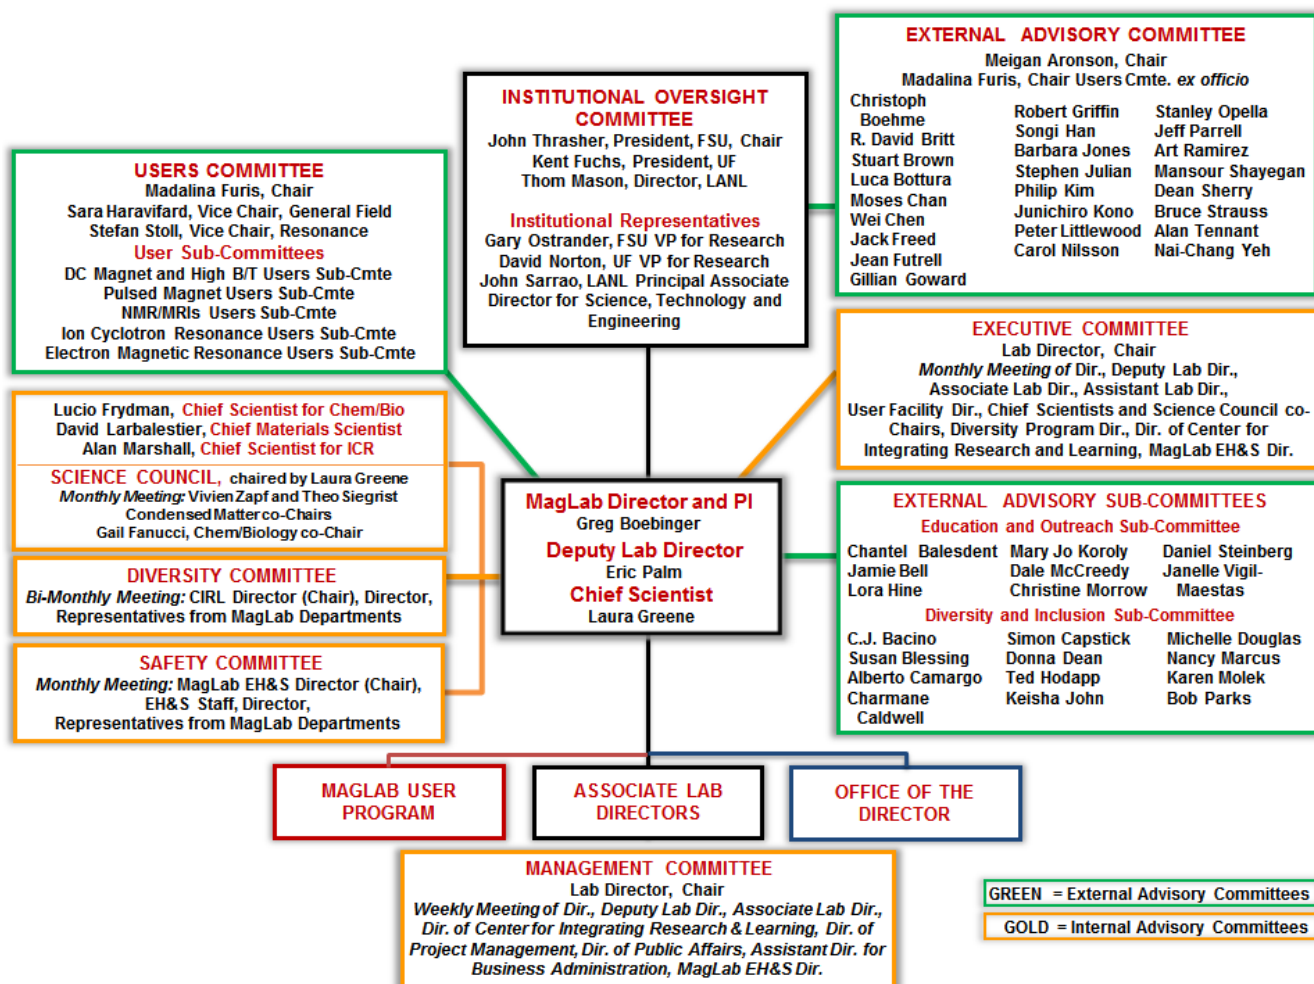 EXTERNAL ADVISORY COMMITTEE
Meigan Aronson, Chair
Madalina Furis, Chair Users Cmte. ex officio
Christoph
Boehme
R. David Britt
Stuart Brown
Luca Bottura
Moses Chan
Wei Chen
Jack Freed
Jean Futrell
Gillian Goward
Robert Griffin
Songi Han
Barbara Jones
Stephen Julian
Philip Kim
Junichiro Kono
Peter Littlewood
Carol Nilsson
Stanley Opella
Jeff Parrell
Art Ramirez
Mansour Shayegan
Dean Sherry
Bruce Strauss
Alan Tennant
Nai-Chang Yeh
INSTITUTIONAL OVERSIGHT
COMMITTEE
John Thrasher, President, FSU, Chair
Kent Fuchs, President, UF
Thom Mason, Director, LANL
Institutional Representatives
Gary Ostrander, FSU VP for Research
David Norton, UF VP for Research
John Sarrao, LANL Principal Associate
Director for Science, Technology and
Engineering
USERS COMMITTEE
Madalina Furis, Chair
Sara Haravifard, Vice Chair, General Field
Stefan Stoll, Vice Chair, Resonance
User Sub-Committees
DC Magnet and High B/T Users Sub-Cmte
Pulsed Magnet Users Sub-Cmte
NMR/MRIs Users Sub-Cmte
Ion Cyclotron Resonance Users Sub-Cmte
Electron Magnetic Resonance Users Sub-Cmte
EXECUTIVE COMMITTEE
Lab Director, Chair
Monthly Meeting of Dir., Deputy Lab Dir.,
Associate Lab Dir., Assistant Lab Dir.,
User Facility Dir., Chief Scientists and Science Council co-
Chairs, Diversity Program Dir., Dir. of Center for
Integrating Research and Learning, MagLab EH&S Dir.
Lucio Frydman, Chief Scientist for Chem/Bio
David Larbalestier, Chief Materials Scientist
Alan Marshall, Chief Scientist for ICR
SCIENCE COUNCIL, chaired by Laura Greene
Monthly Meeting: Vivien Zapf and Theo Siegrist
Condensed Matter co-Chairs
Gail Fanucci, Chem/Biology co-Chair
MagLab Director and PI
Greg Boebinger
Deputy Lab Director
Eric Palm
Chief Scientist
Laura Greene
EXTERNAL ADVISORY SUB-COMMITTEES
Education and Outreach Sub-Committee
Chantel Balesdent
Jamie Bell
Lora Hine
Mary Jo Koroly
Dale McCreedy
Christine Morrow
Daniel Steinberg
Janelle Vigil-
Maestas
Diversity and Inclusion Sub-Committee
C.J. Bacino
Susan Blessing
Alberto Camargo
Charmane
Caldwell
Simon Capstick
Donna Dean
Ted Hodapp
Keisha John
Michelle Douglas
Nancy Marcus
Karen Molek
Bob Parks
DIVERSITY COMMITTEE
Bi-Monthly Meeting: CIRL Director (Chair), Director,
Representatives from MagLab Departments
SAFETY COMMITTEE
Monthly Meeting: MagLab EH&S Director (Chair),
EH&S Staff, Director,
Representatives from MagLab Departments
MAGLAB USER
PROGRAM
ASSOCIATE LAB
DIRECTORS
OFFICE OF THE
DIRECTOR
MANAGEMENT COMMITTEE
Lab Director, Chair
Weekly Meeting of Dir., Deputy Lab Dir., Associate Lab Dir.,
Dir. of Center for Integrating Research & Learning, Dir. of
Project Management, Dir. of Public Affairs, Assistant Dir. for
Business Administration, MagLab EH&S Dir.
GREEN = External Advisory Committees
GOLD = Internal Advisory Committees